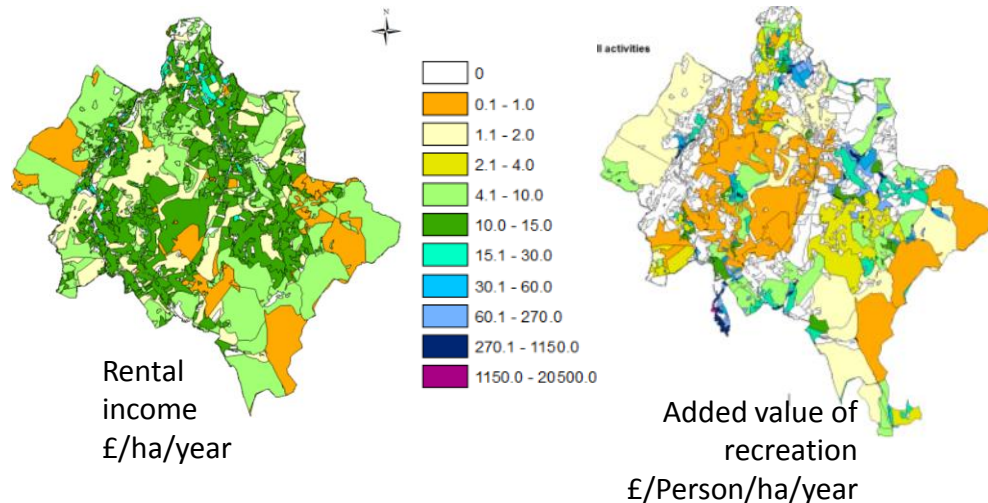 ll activities
0
0.1 - 1.0
1.1 - 2.0
2.1 - 4.0
4.1 - 10.0
10.0 - 15.0
15.1 - 30.0
30.1 - 60.0
60.1 - 270.0
270.1 - 1150.0
1150.0 - 20500.0
Rental
income
£/ha/year
Added value of
recreation
£/Person/ha/year